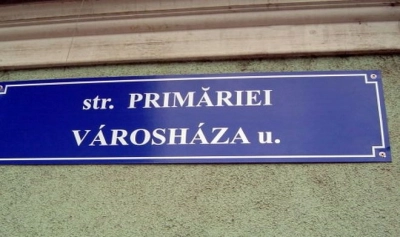 str. PRIMĂRIEI
VÁROSHÁZA u.